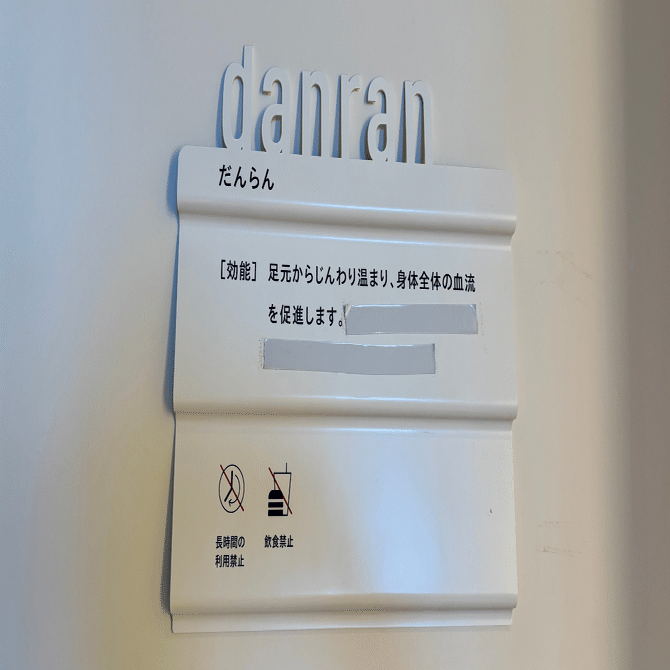 danran
だんらん
［効能］ 足元からじんわり温まり、身体全体の血流
を促進します。
長時間の
利用禁止
飲食禁止